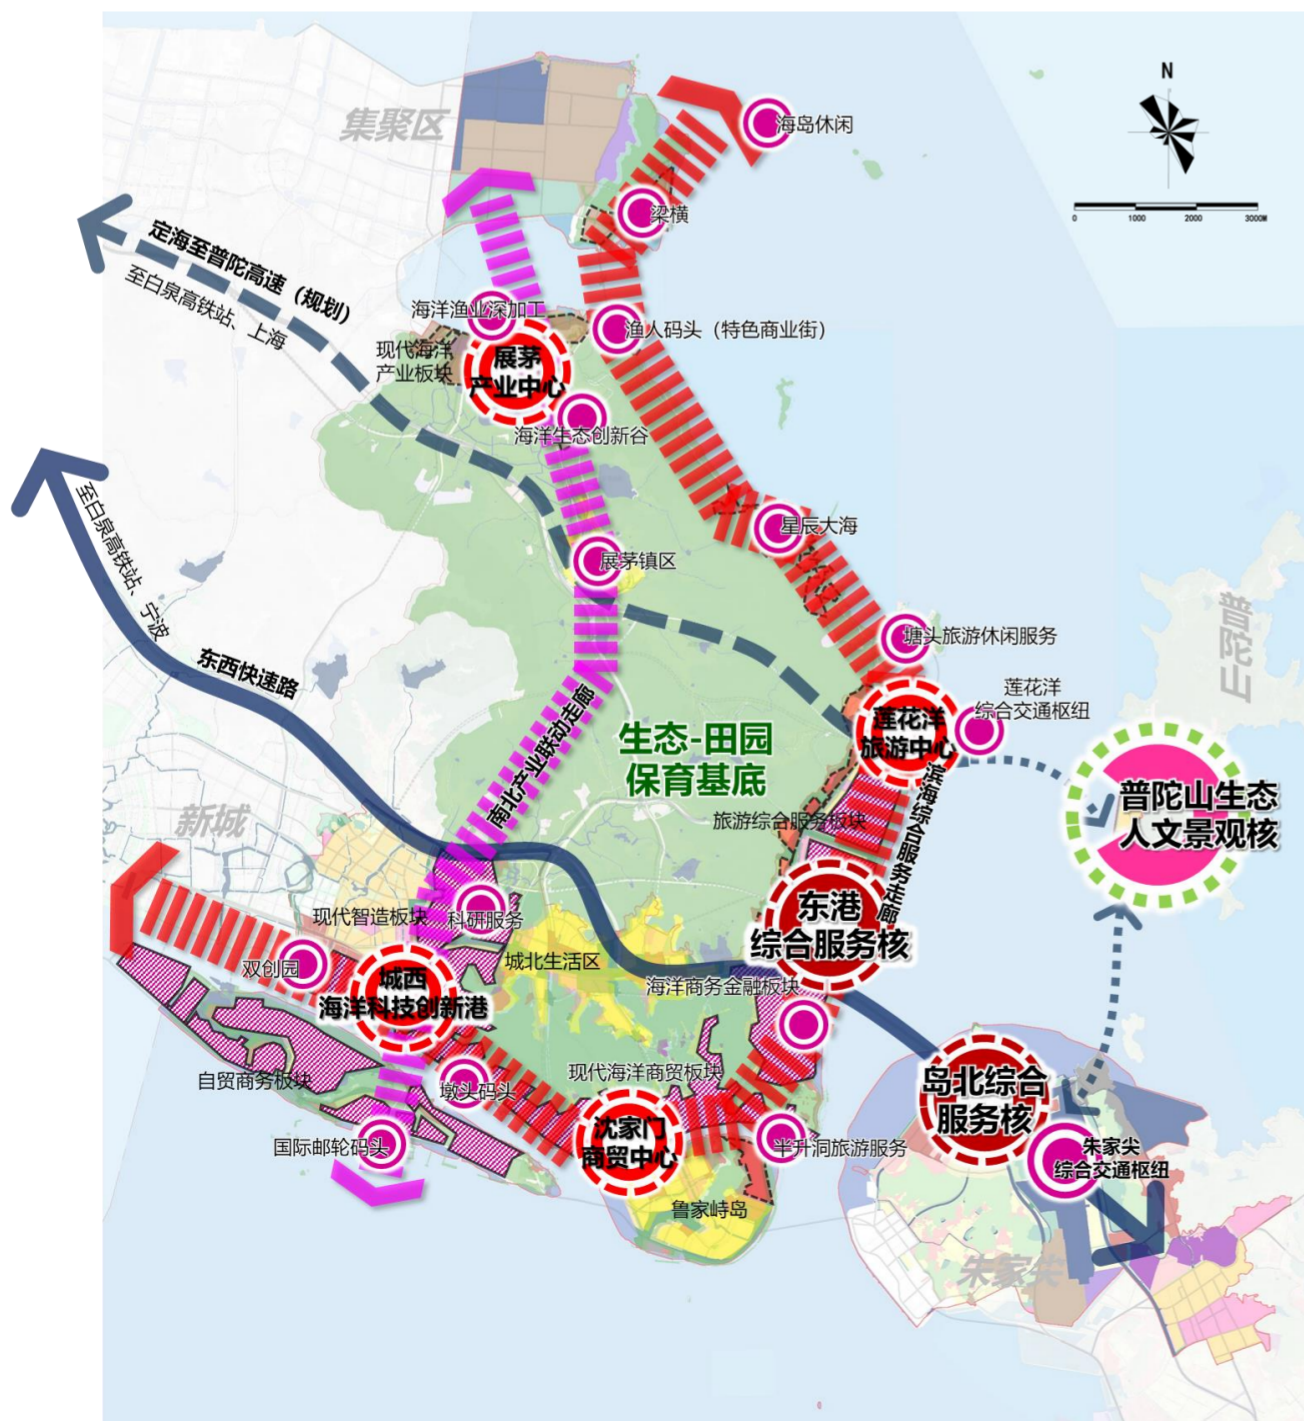 N
0 1000 2000 3000M
集聚区
海岛休闲
梁横
定海至普陀高速（规划）
至白泉高铁站、上海
海洋渔业深加工
渔人码头（特色商业街）
现代海洋
产业板块
展茅
产业中心
海洋生态创新谷
至白泉高铁站、宁波
星辰大海
展茅镇区
普陀山
塘头旅游休闲服务
东西快速路
莲花洋
综合交通枢纽
莲花洋
旅游中心
南北产业联动走廊
生态-田园
保育基底
滨海综合服务走廊
普陀山生态
人文景观核
新城
旅游综合服务板块
东港
综合服务核
现代智造板块
科研服务
城北生活区
双创园
城西
海洋科技创新港
海洋商务金融板块
自贸商务板块
墩头码头
现代海洋商贸板块
岛北综合
服务核
国际邮轮码头
沈家门
商贸中心
半升洞旅游服务
朱家尖
综合交通枢纽
鲁家峙岛
朱家尖